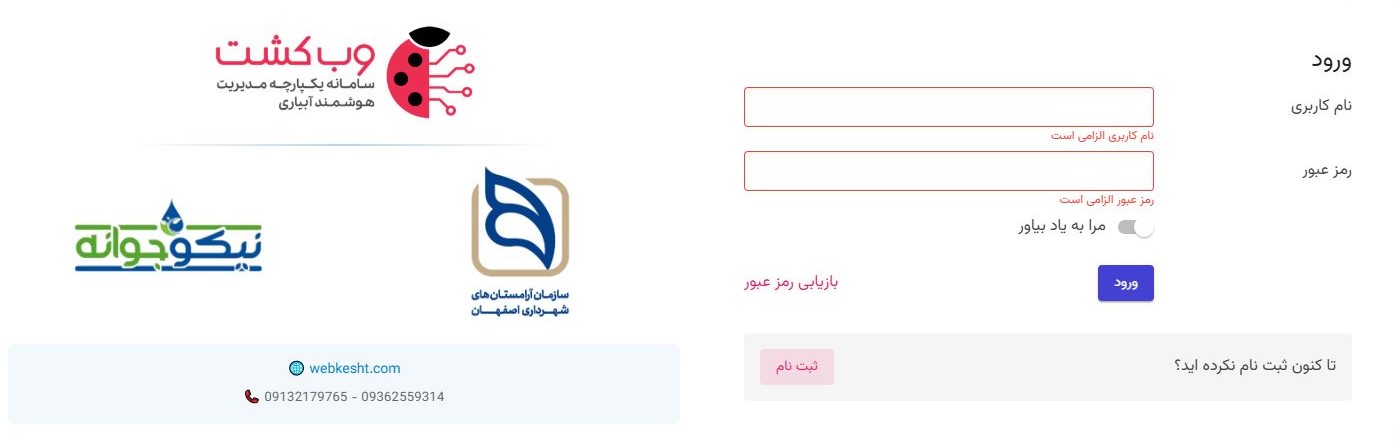 ورود
نام کاربری
نام کاربری الزامی است
رمز عبور
رمز عبور الزامی است
مرا به یاد بیاور
ورود
بازیابی رمز عبور
تا کنون ثبت نام نکرده اید؟
ثبت نام
وب کشت
سامانه یکپارچه مدیریت
هوشمند آبیاری
سازمان آرامستان‌های
شهرداری اصفهان
نیکو جوانه
webkesht.com
09132179765 - 09362559314